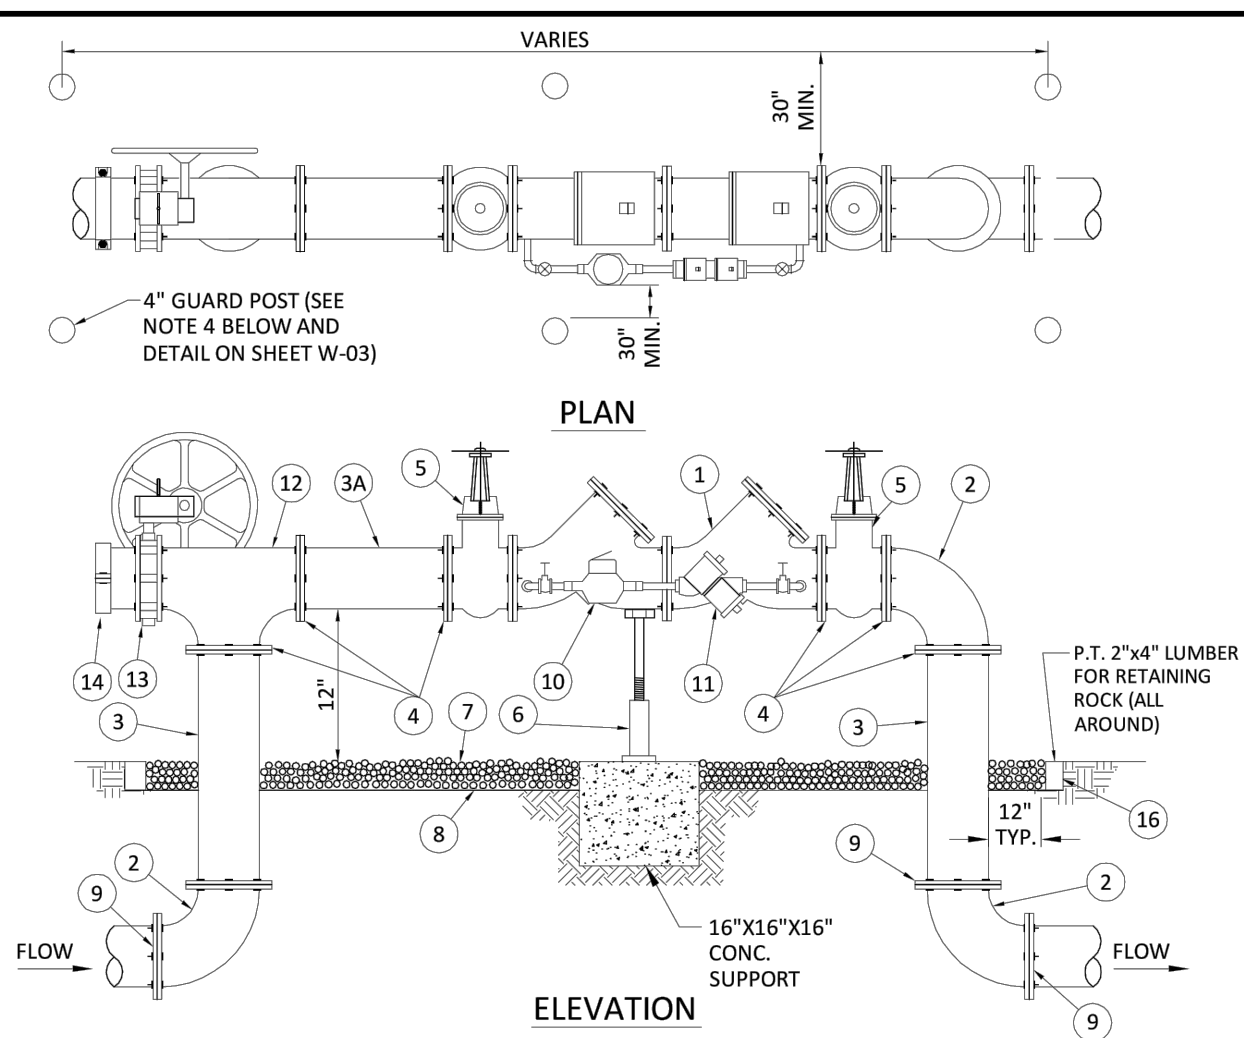 VARIES
30"
MIN.
4" GUARD POST (SEE
NOTE 4 BELOW AND
DETAIL ON SHEET W-03)
30"
MIN.
PLAN
12
3A
5
1
5
2
14
13
3
12"
4
7
6
10
11
4
3
P.T. 2"x4" LUMBER
FOR RETAINING
ROCK (ALL
AROUND)
8
12"
TYP.
16
2
9
9
2
FLOW
16"X16"X16"
CONC.
SUPPORT
FLOW
9
ELEVATION